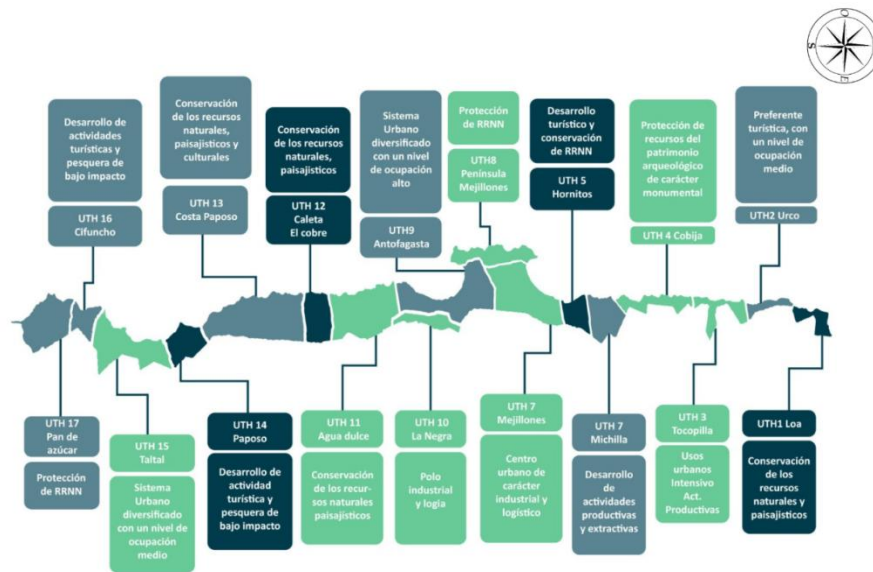 O
S
E
Desarrollo de
actividades
turísticas y
pesquera de
bajo impacto
UTH 16
Cifuncho
Conservación
de los recursos
naturales,
paisajísticos y
culturales
UTH 13
Costa Paposo
Conservación
de los recursos
naturales,
paisajísticos
UTH 12
Caleta
El cobre
Sistema
Urbano
diversificado
con un nivel
de ocupación
alto
UTH9
Antofagasta
Protección
de RRNN
UTH8
Península
Mejillones
Desarrollo
turístico y
conservación
de RRNN
UTH 5
Hornitos
Protección de
recursos del
patrimonio
arqueológico
de carácter
monumental
UTH 4 Cobija
Preferente
turística, con
un nivel de
ocupación
medio
UTH2 Urco
UTH 17
Pan de
azúcar
Protección
de RRNN
UTH 15
Taltal
Sistema
Urbano
diversificado
con un nivel de
ocupación
medio
UTH 14
Paposo
Desarrollo de
actividad
turística y
pesquera de
bajo impacto
UTH 11
Agua dulce
Conservación
de los recur-
sos naturales
paisajísticos
UTH 10
La Negra
Polo
industrial
y logia
UTH 7
Mejillones
Centro
urbano de
carácter
industrial y
logístico
UTH 7
Michilla
Desarrollo
de
actividades
productivas
y extractivas
UTH 3
Tocopilla
Usos
urbanos
Intensivo
Act.
Productivas
UTH1 Loa
Conservación
de los
recursos
naturales y
paisajísticos